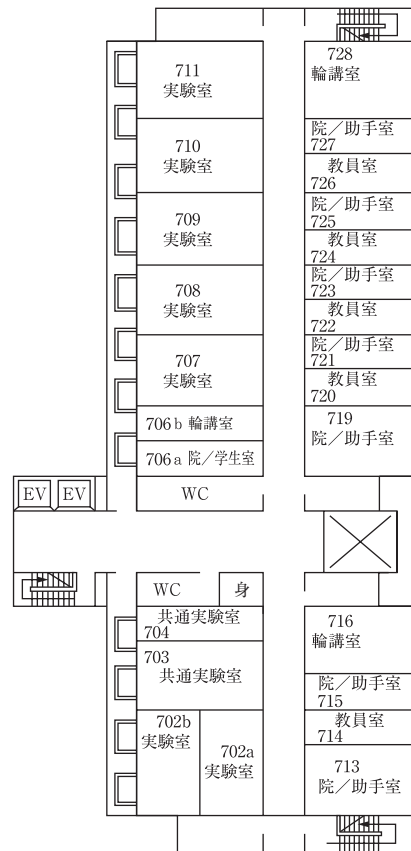 711
実験室
728
輪講室
710
実験室
院/助手室
727
教員室
726
709
実験室
院/助手室
725
教員室
724
708
実験室
院/助手室
723
教員室
722
707
実験室
院/助手室
721
教員室
720
706b 輪講室
719
院/助手室
706a 院/学生室
EV
EV
WC
WC
身
共通実験室
704
716
輪講室
703
共通実験室
院/助手室
715
702b
実験室
教員室
714
702a
実験室
713
院/助手室